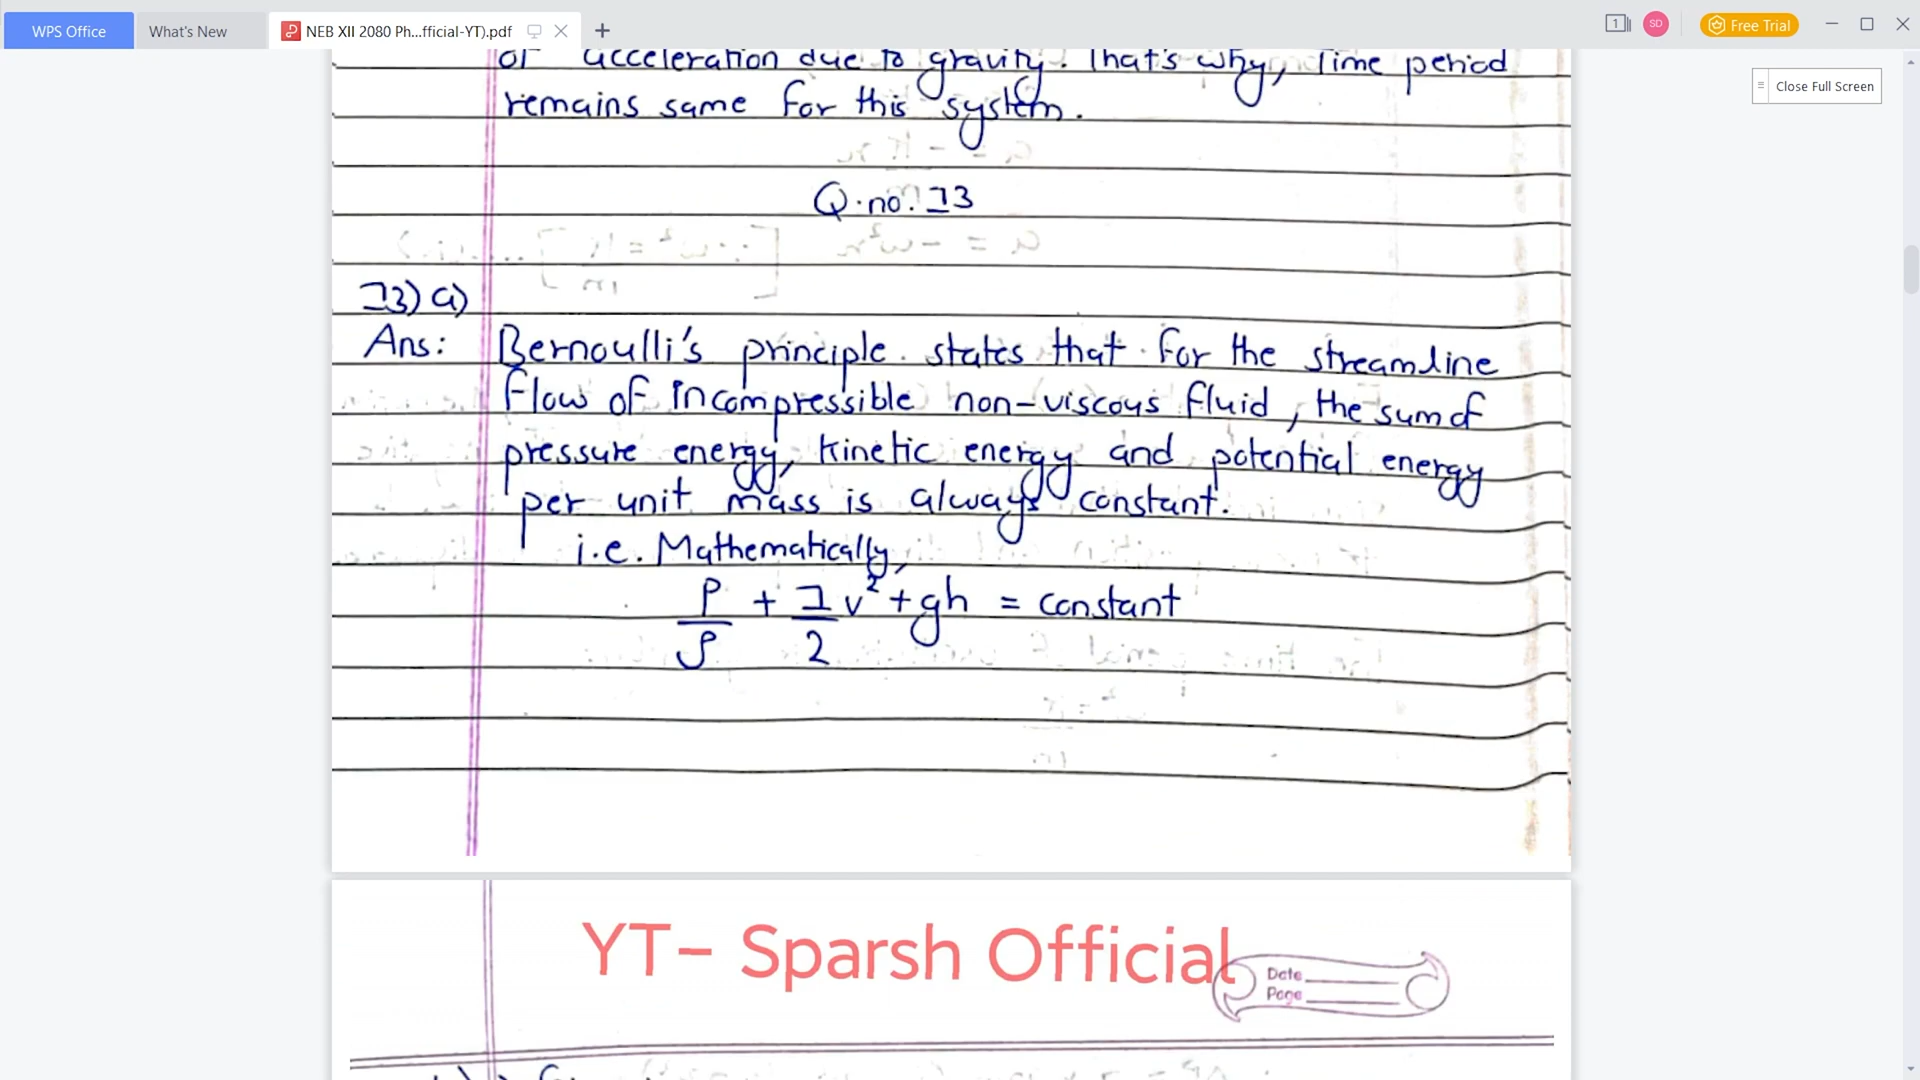 WPS Office
What's New
NEB XII 2080 Ph...fficial-YT).pdf
1
SD
Free Trial
Close Full Screen
of acceleration due to gravity. That's why, Time period
remains same for this system.
Q.no. 13
13) a)
Ans: Bernoulli's principle states that for the streamline
flow of incompressible non-viscous fluid, the sum of
pressure energy, kinetic energy and potential energy
per unit mass is always constant.
i.e. Mathematically,
P/ρ + 1/2 v² + gh = constant
YT- Sparsh Official
Date
Page